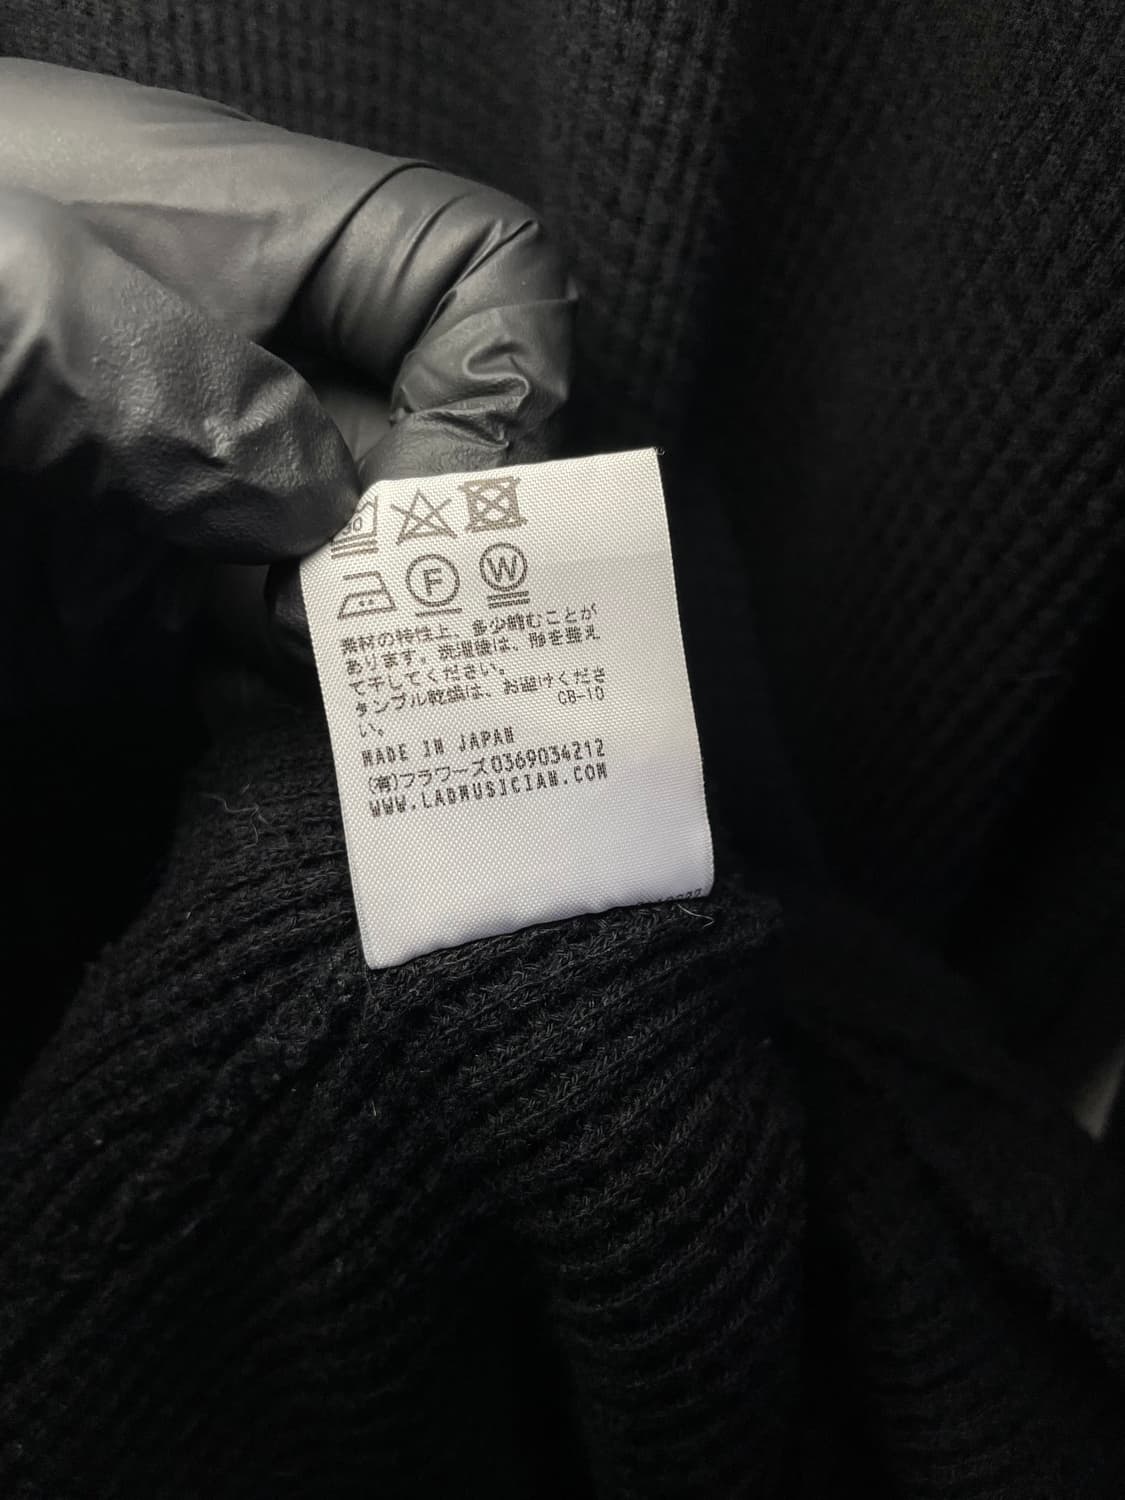 30
F W
素材の特性上、多少縮むことが
あります。洗濯後は、形を整え
て干してください。
タンブル乾燥は、お避けくださ
い。
CB-10
MADE IN JAPAN
(有)フラワーズ0369034212
WWW.LADMUSICIAN.COM